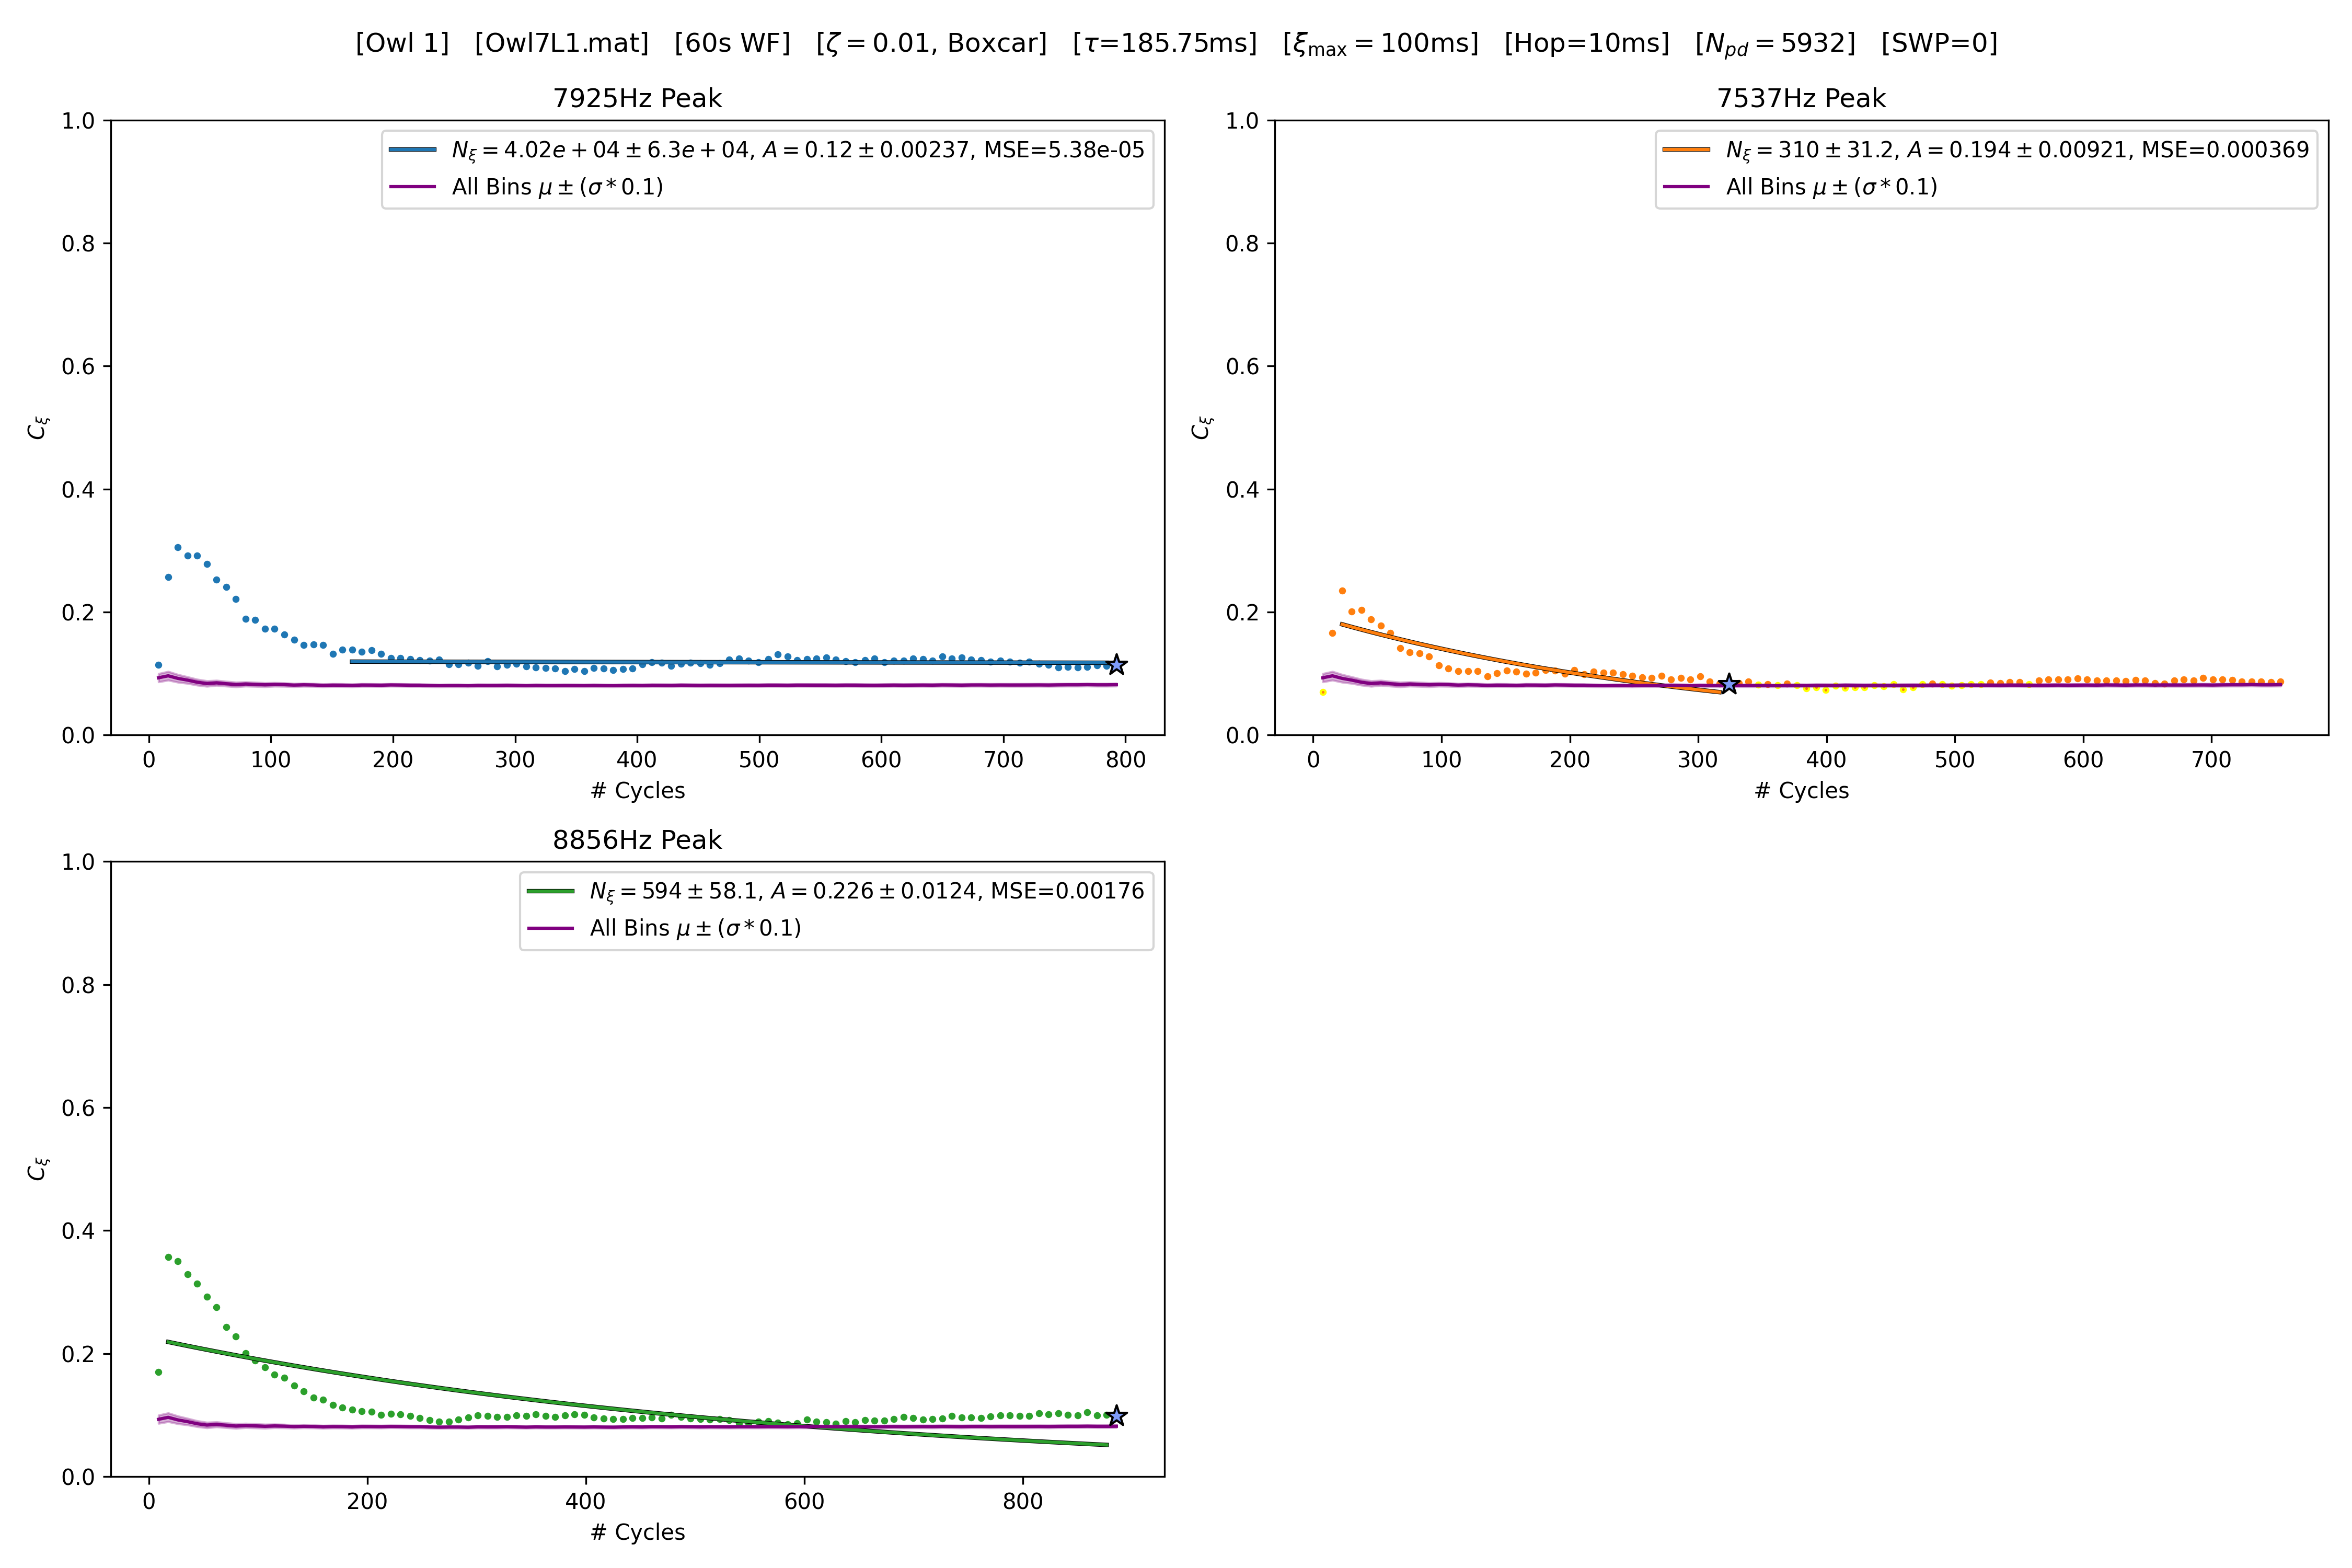 [Owl 1] [Owl7L1.mat] [60s WF] [ζ = 0.01, Boxcar] [τ=185.75ms] [ξmax = 100ms] [Hop=10ms] [Npd = 5932] [SWP=0]
7925Hz Peak
1.0
0.8
0.6
0.4
0.2
0.0
Cξ
Nξ = 4.02e + 04 ± 6.3e + 04, A = 0.12 ± 0.00237, MSE=5.38e-05
All Bins μ ± (σ * 0.1)
0 100 200 300 400 500 600 700 800
# Cycles
7537Hz Peak
1.0
0.8
0.6
0.4
0.2
0.0
Cξ
Nξ = 310 ± 31.2, A = 0.194 ± 0.00921, MSE=0.000369
All Bins μ ± (σ * 0.1)
0 100 200 300 400 500 600 700
# Cycles
8856Hz Peak
1.0
0.8
0.6
0.4
0.2
0.0
Cξ
Nξ = 594 ± 58.1, A = 0.226 ± 0.0124, MSE=0.00176
All Bins μ ± (σ * 0.1)
0 200 400 600 800
# Cycles